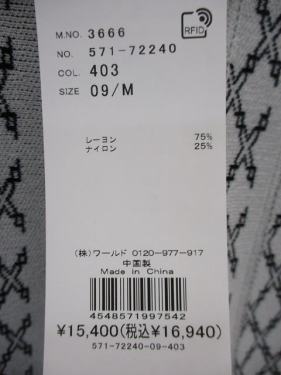 M.NO. 3666
RFID
NO. 571-72240
COL. 403
SIZE 09/M
レーヨン 75%
ナイロン 25%
(株)ワールド 0120-977-917
中国製
Made in China
4548571997542
¥15,400(税込¥16,940)
571-72240-09-403